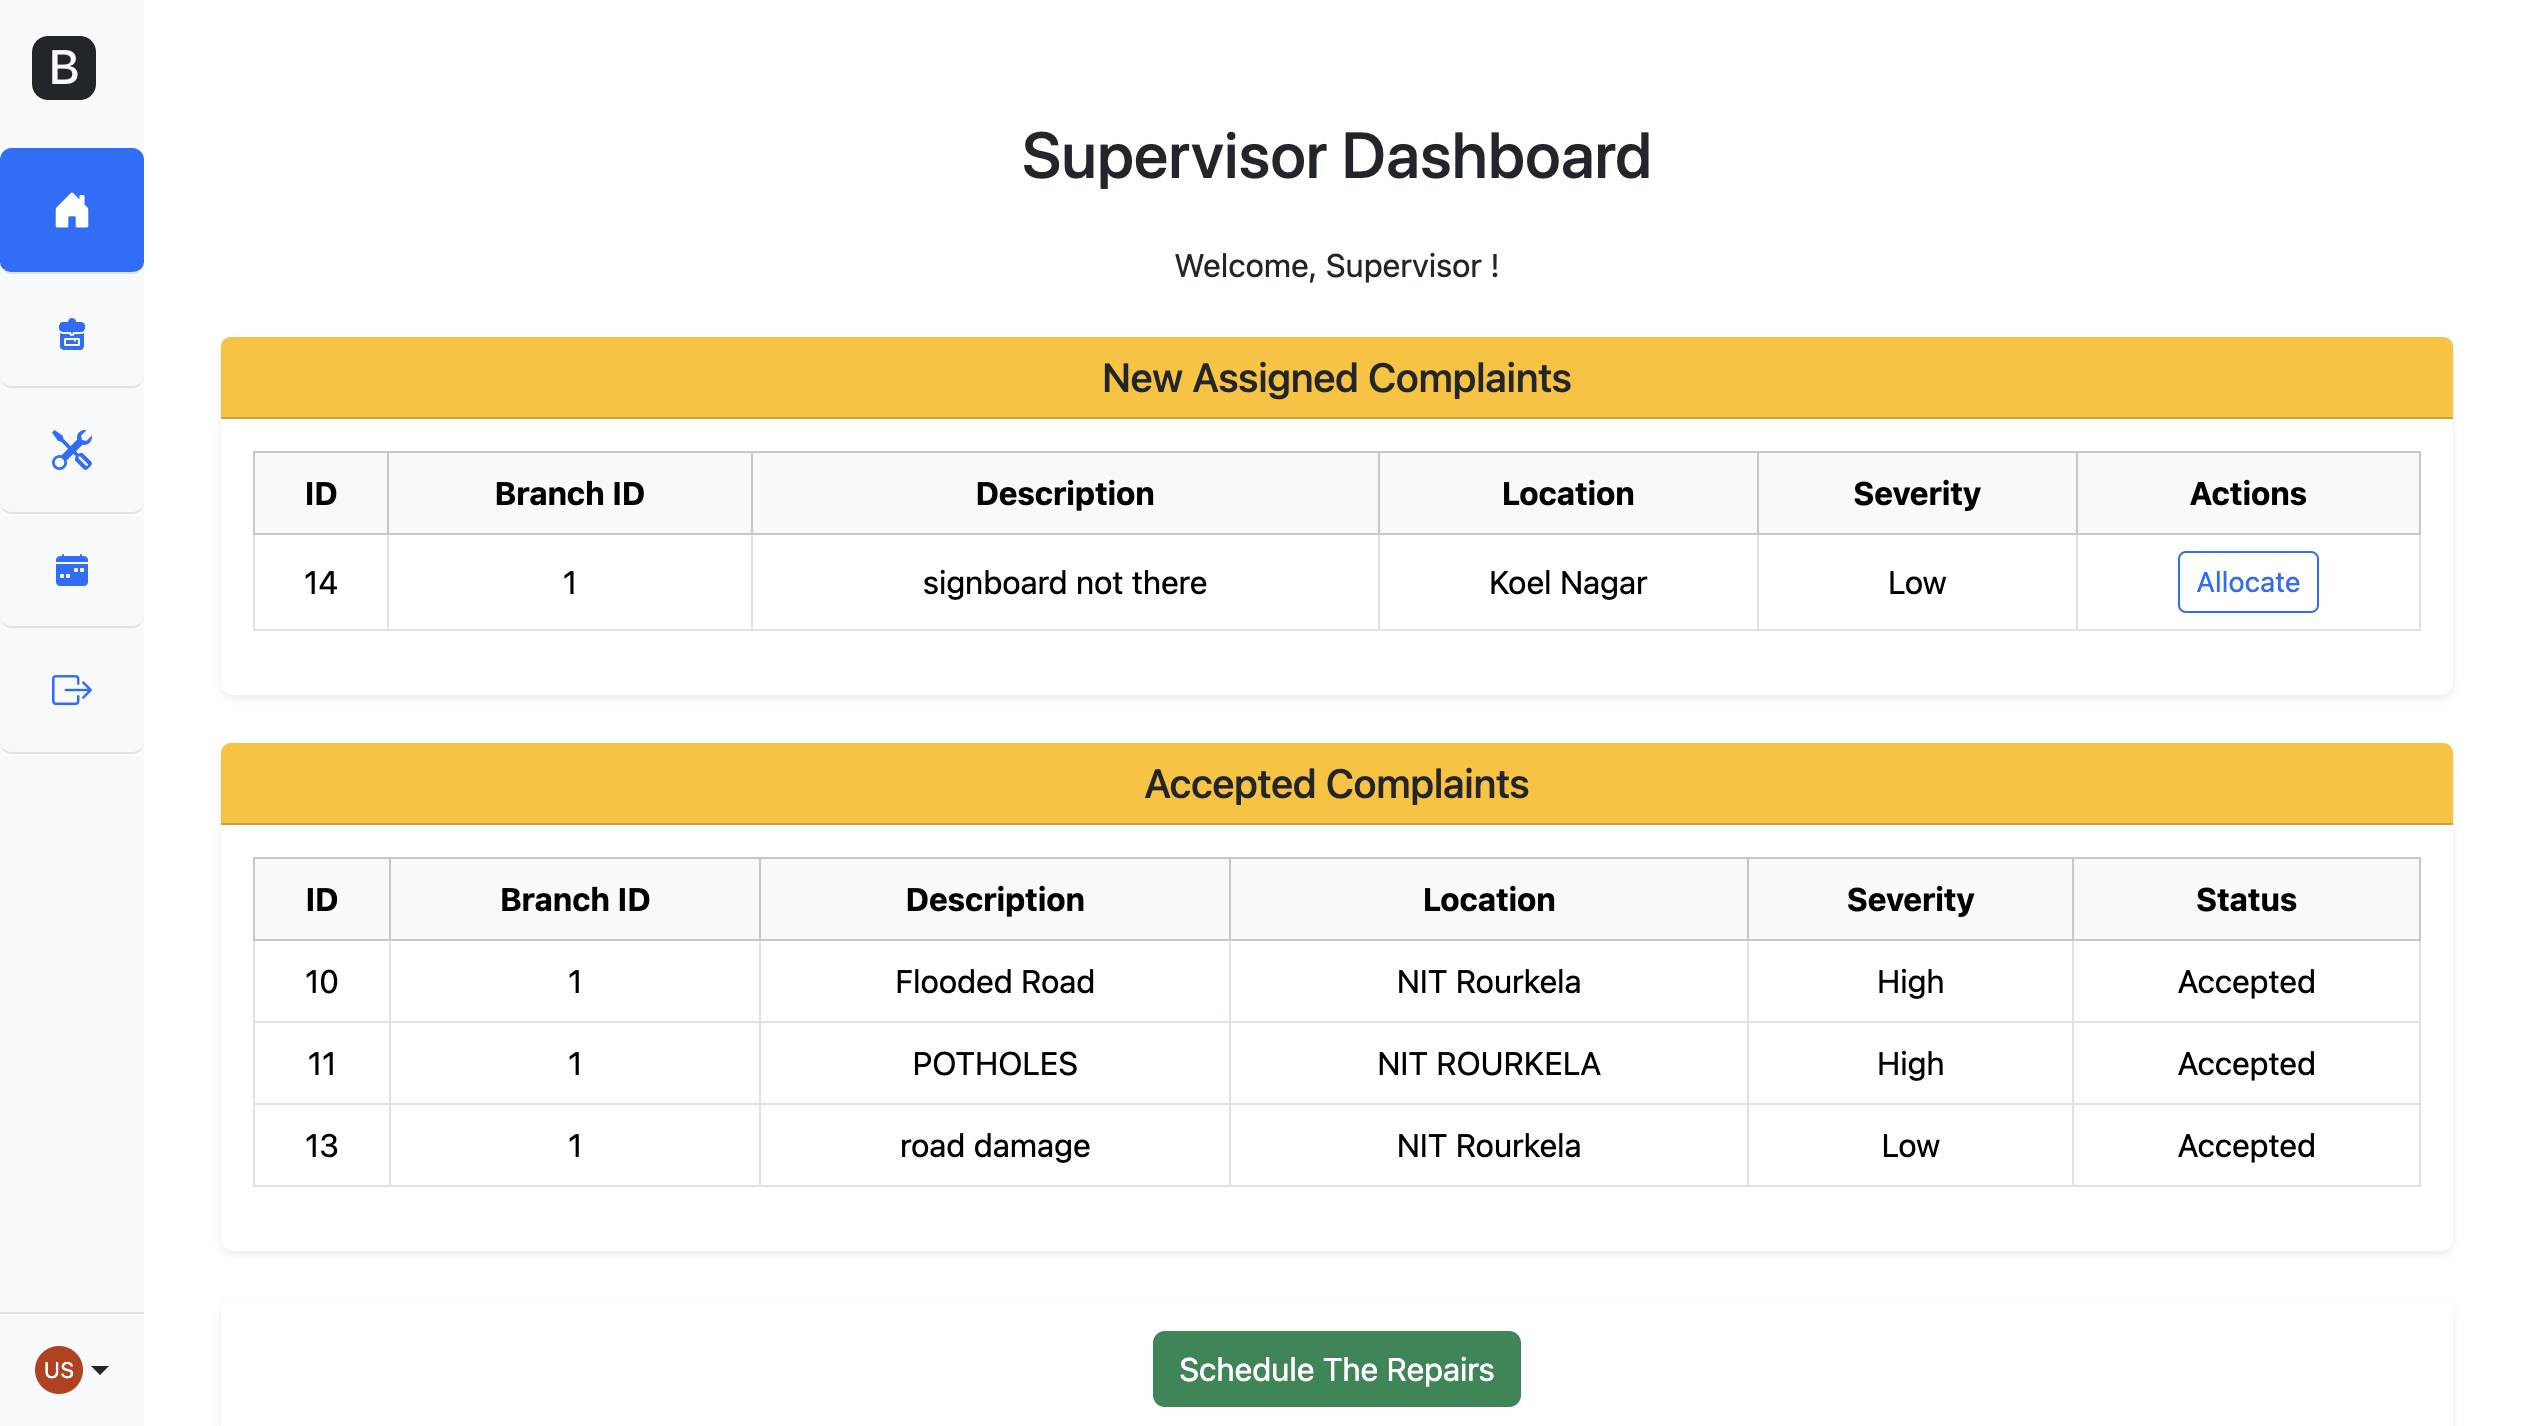 B
Supervisor Dashboard
Welcome, Supervisor !
New Assigned Complaints
ID Branch ID Description Location Severity Actions
14 1 signboard not there Koel Nagar Low Allocate
Accepted Complaints
ID Branch ID Description Location Severity Status
10 1 Flooded Road NIT Rourkela High Accepted
11 1 POTHOLES NIT ROURKELA High Accepted
13 1 road damage NIT Rourkela Low Accepted
Schedule The Repairs
US